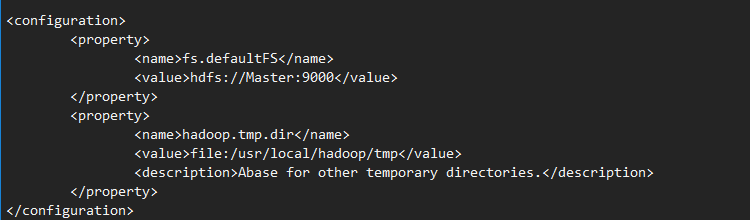 <configuration>
<property>
<name>fs.defaultFS</name>
<value>hdfs://Master:9000</value>
</property>
<property>
<name>hadoop.tmp.dir</name>
<value>file:/usr/local/hadoop/tmp</value>
<description>Abase for other temporary directories.</description>
</property>
</configuration>